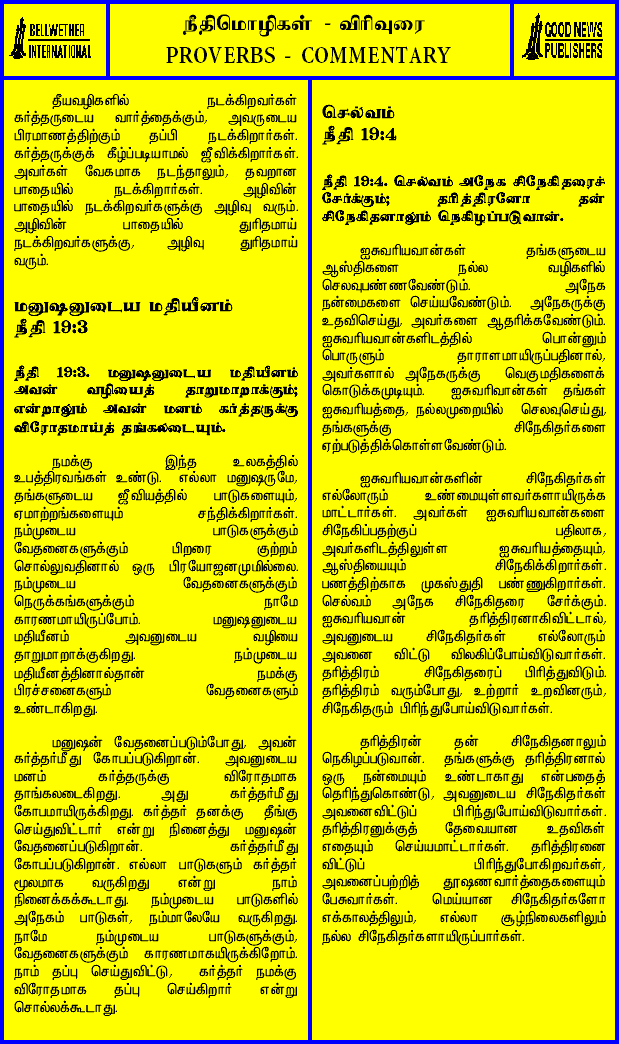 BELLWETHER
INTERNATIONAL
நீதிமொழிகள் - விரிவுரை
PROVERBS - COMMENTARY
GOOD NEWS
PUBLISHERS
தீயவழிகளில் நடக்கிறவர்கள்
கர்த்தருடைய வார்த்தைக்கும், அவருடைய
பிரமாணத்திற்கும் தப்பி நடக்கிறார்கள்.
கர்த்தருக்குக் கீழ்ப்படியாமல் ஜீவிக்கிறார்கள்.
அவர்கள் வேகமாக நடந்தாலும், தவறான
பாதையில் நடக்கிறார்கள். அழிவின்
பாதையில் நடக்கிறவர்களுக்கு அழிவு வரும்.
அழிவின் பாதையில் துரிதமாய்
நடக்கிறவர்களுக்கு, அழிவு துரிதமாய்
வரும்.
மனுஷனுடைய மதியீனம்
நீதி 19:3
நீதி 19:3. மனுஷனுடைய மதியீனம்
அவன் வழியைத் தாறுமாறாக்கும்;
என்றாலும் அவன் மனம் கர்த்தருக்கு
விரோதமாய்த் தங்கலடையும்.
நமக்கு இந்த உலகத்தில்
உபத்திரவங்கள் உண்டு. எல்லா மனுஷருமே,
தங்களுடைய ஜீவியத்தில் பாடுகளையும்,
ஏமாற்றங்களையும் சந்திக்கிறார்கள்.
நம்முடைய பாடுகளுக்கும்
வேதனைகளுக்கும் பிறரை குற்றம்
சொல்லுவதினால் ஒரு பிரயோஜனமுமில்லை.
நம்முடைய வேதனைகளுக்கும்
நெருக்கங்களுக்கும் நாமே
காரணமாயிருப்போம். மனுஷனுடைய
மதியீனம் அவனுடைய வழியை
தாறுமாறாக்குகிறது. நம்முடைய
மதியீனத்தினால்தான் நமக்கு
பிரச்சனைகளும் வேதனைகளும்
உண்டாகிறது.
மனுஷன் வேதனைப்படும்போது, அவன்
கர்த்தர்மீது கோபப்படுகிறான். அவனுடைய
மனம் கர்த்தருக்கு விரோதமாக
தாங்கலடைகிறது. அது கர்த்தர்மீது
கோபமாயிருக்கிறது. கர்த்தர் தனக்கு தீங்கு
செய்துவிட்டார் என்று நினைத்து மனுஷன்
வேதனைப்படுகிறான். கர்த்தர்மீது
கோபப்படுகிறான். எல்லா பாடுகளும் கர்த்தர்
மூலமாக வருகிறது என்று நாம்
நினைக்கக்கூடாது. நம்முடைய பாடுகளில்
அநேகம் பாடுகள், நம்மாலேயே வருகிறது.
நாமே நம்முடைய பாடுகளுக்கும்,
வேதனைகளுக்கும் காரணமாகயிருக்கிறோம்.
நாம் தப்பு செய்துவிட்டு, கர்த்தர் நமக்கு
விரோதமாக தப்பு செய்கிறார் என்று
சொல்லக்கூடாது.
செல்வம்
நீதி 19:4
நீதி 19:4. செல்வம் அநேக சிநேகிதரைச்
சேர்க்கும்; தரித்திரனோ தன்
சிநேகிதனாலும் நெகிழப்படுவான்.
ஐசுவரியவான்கள் தங்களுடைய
ஆஸ்திகளை நல்ல வழிகளில்
செலவுபண்ணவேண்டும். அநேக
நன்மைகளை செய்யவேண்டும். அநேகருக்கு
உதவிசெய்து, அவர்களை ஆதரிக்கவேண்டும்.
ஐசுவரியவான்களிடத்தில் பொன்னும்
பொருளும் தாராளமாயிருப்பதினால்,
அவர்களால் அநேகருக்கு வெகுமதிகளைக்
கொடுக்கமுடியும். ஐசுவரிவான்கள் தங்கள்
ஐசுவரியத்தை, நல்லமுறையில் செலவுசெய்து,
தங்களுக்கு சிநேகிதர்களை
ஏற்படுத்திக்கொள்ளவேண்டும்.
ஐசுவரியவான்களின் சிநேகிதர்கள்
எல்லோரும் உண்மையுள்ளவர்களாயிருக்க
மாட்டார்கள். அவர்கள் ஐசுவரியவான்களை
சிநேகிப்பதற்குப் பதிலாக,
அவர்களிடத்திலுள்ள ஐசுவரியத்தையும்,
ஆஸ்தியையும் சிநேகிக்கிறார்கள்.
பணத்திற்காக முகஸ்துதி பண்ணுகிறார்கள்.
செல்வம் அநேக சிநேகிதரை சேர்க்கும்.
ஐசுவரியவான் தரித்திரனாகிவிட்டால்,
அவனுடைய சிநேகிதர்கள் எல்லோரும்
அவனை விட்டு விலகிப்போய்விடுவார்கள்.
தரித்திரம் சிநேகிதரைப் பிரித்துவிடும்.
தரித்திரம் வரும்போது, உற்றார் உறவினரும்,
சிநேகிதரும் பிரிந்துபோய்விடுவார்கள்.
தரித்திரன் தன் சிநேகிதனாலும்
நெகிழப்படுவான். தங்களுக்கு தரித்திரனால்
ஒரு நன்மையும் உண்டாகாது என்பதைத்
தெரிந்துகொண்டு, அவனுடைய சிநேகிதர்கள்
அவனைவிட்டுப் பிரிந்துபோய்விடுவார்கள்.
தரித்திரனுக்குத் தேவையான உதவிகள்
எதையும் செய்யமாட்டார்கள். தரித்திரனை
விட்டுப் பிரிந்துபோகிறவர்கள்,
அவனைப்பற்றித் தூஷணவார்த்தைகளையும்
பேசுவார்கள். மெய்யான சிநேகிதர்களோ
எக்காலத்திலும், எல்லா சூழ்நிலைகளிலும்
நல்ல சிநேகிதர்களாயிருப்பார்கள்.